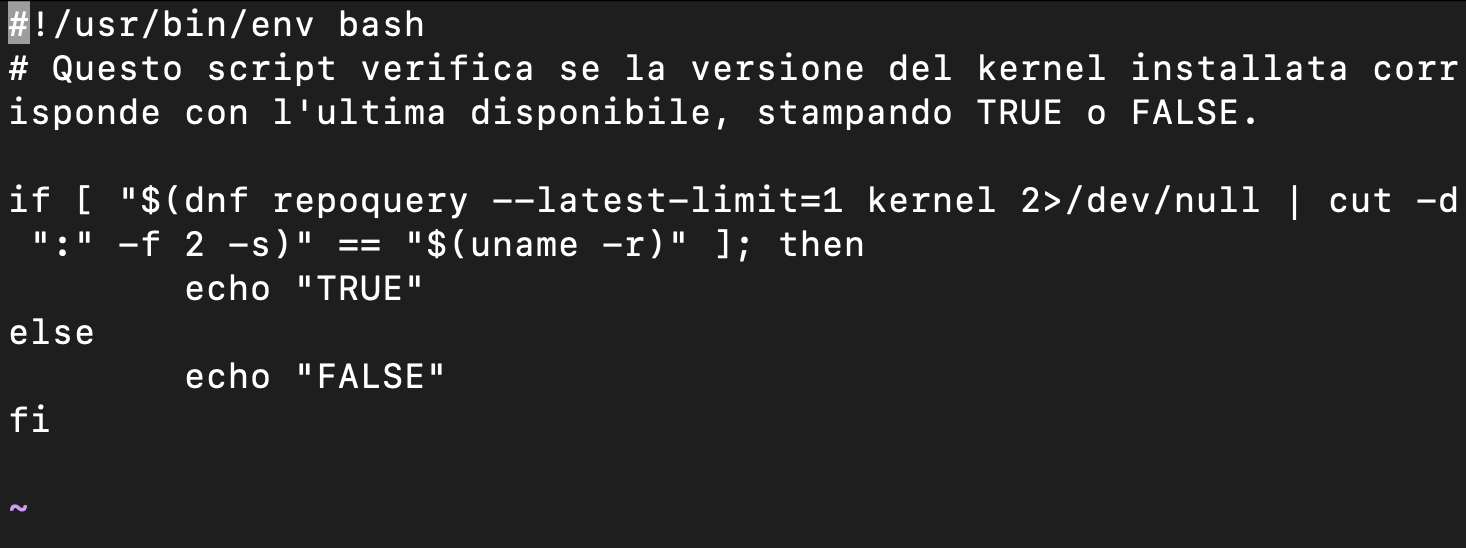 #!/usr/bin/env bash
# Questo script verifica se la versione del kernel installata corr
isponde con l'ultima disponibile, stampando TRUE o FALSE.

if [ "$(dnf repoquery --latest-limit=1 kernel 2>/dev/null | cut -d
 ":" -f 2 -s)" == "$(uname -r)" ]; then
        echo "TRUE"
else
        echo "FALSE"
fi

~